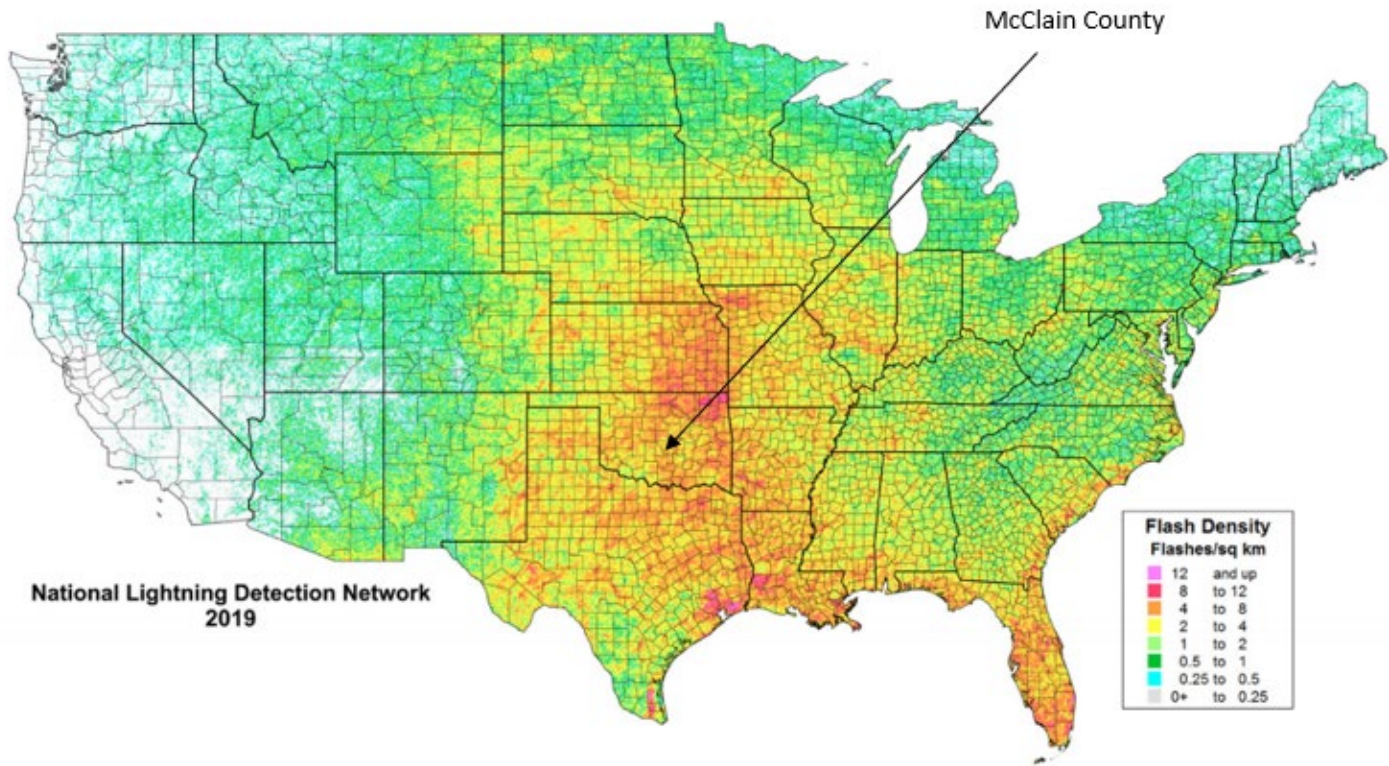 McClain County
National Lightning Detection Network
2019
Flash Density
Flashes/sq km
12 and up
8 to 12
4 to 8
2 to 4
1 to 2
0.5 to 1
0.25 to 0.5
0+ to 0.25